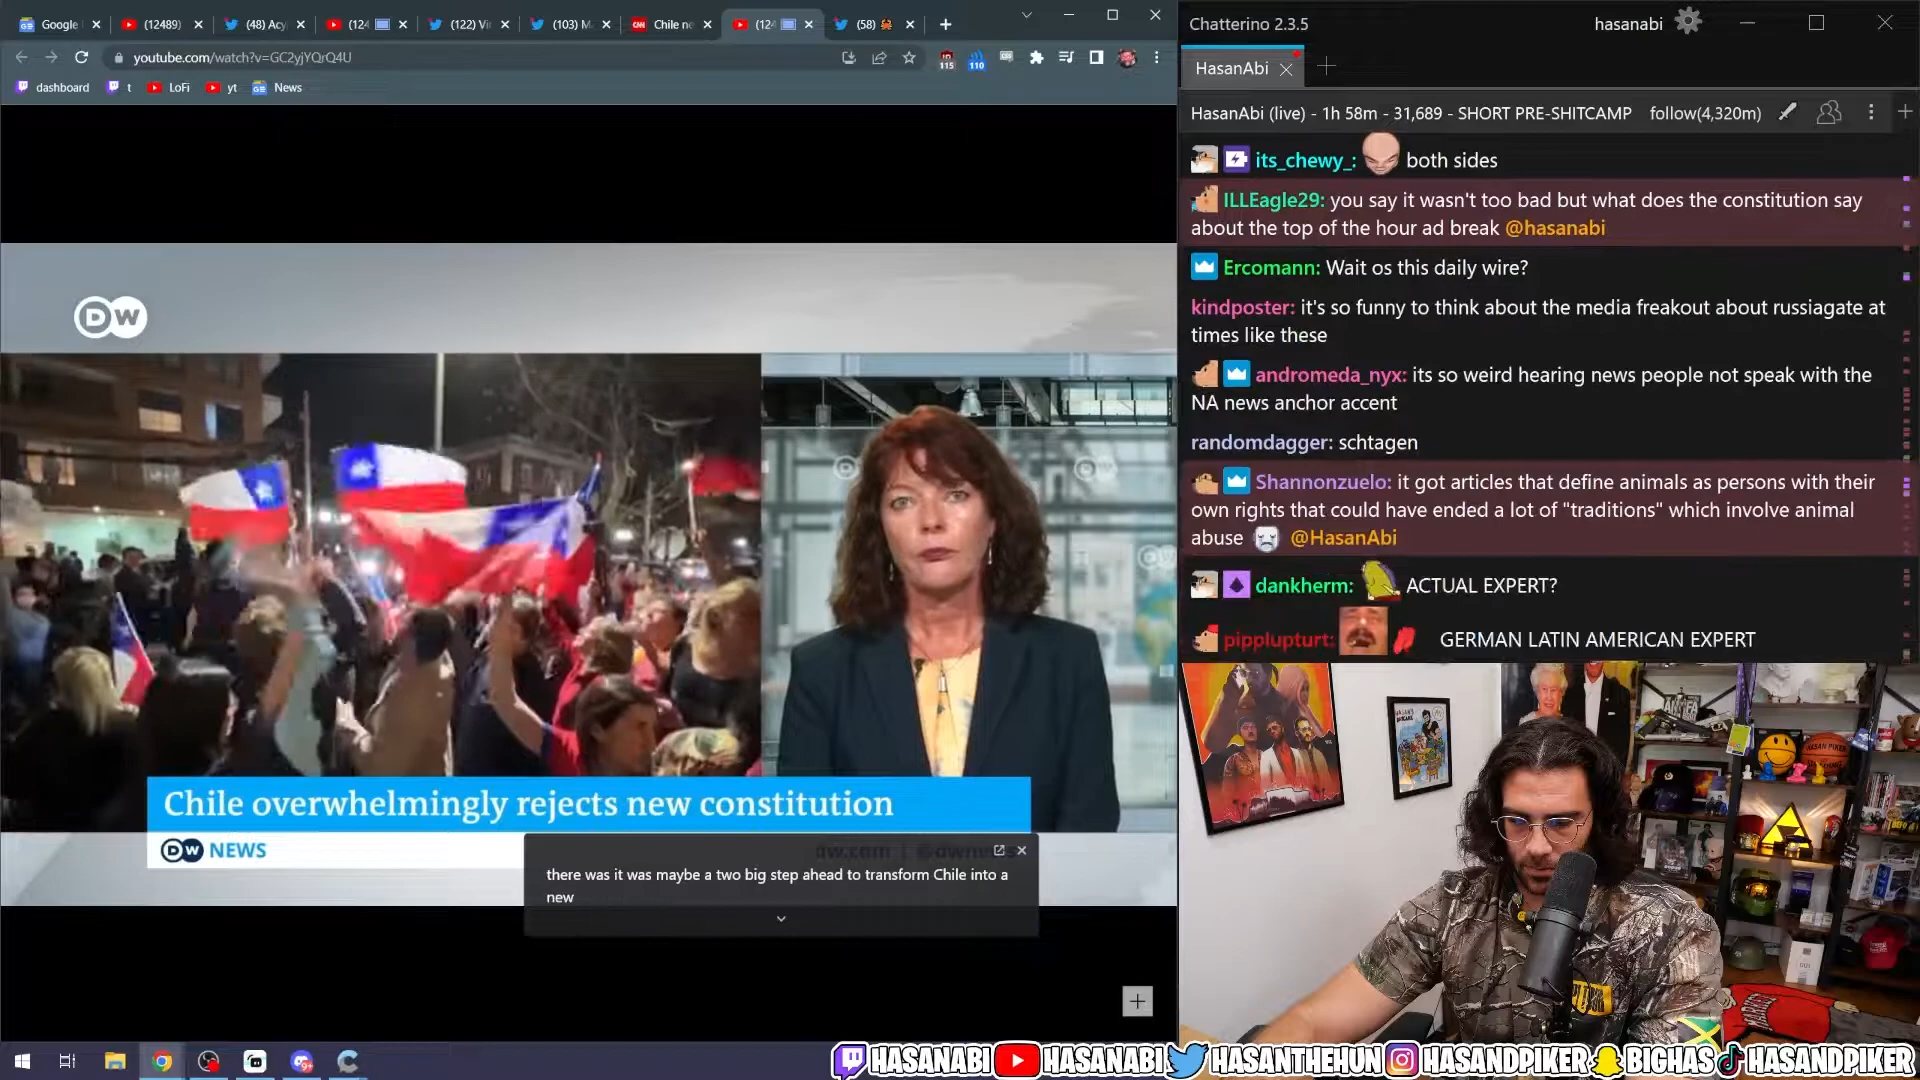 Google
(12489)
(48) Acy
(124
(122) Vi
(103) M
CNN Chile ne
(124
(58)
youtube.com/watch?v=GC2yjYQrQ4U
115
110
dashboard
t
LoFi
yt
GE News
DW
Chile overwhelmingly rejects new constitution
DW NEWS
there was it was maybe a two big step ahead to transform Chile into a
new
Chatterino 2.3.5
hasanabi
HasanAbi
HasanAbi (live) - 1h 58m - 31,689 - SHORT PRE-SHITCAMP
follow(4,320m)
its_chewy_: both sides
ILLEagle29: you say it wasn't too bad but what does the constitution say
about the top of the hour ad break @hasanabi
Ercomann: Wait os this daily wire?
kindposter: it's so funny to think about the media freakout about russiagate at
times like these
andromeda_nyx: its so weird hearing news people not speak with the
NA news anchor accent
randomdagger: schtagen
Shannonzuelo: it got articles that define animals as persons with their
own rights that could have ended a lot of "traditions" which involve animal
abuse @HasanAbi
dankherm: ACTUAL EXPERT?
pipplupturt: GERMAN LATIN AMERICAN EXPERT
HASANABI HASANABI HASANTHEHUN HASANDPIKER BIGHAS HASANDPIKER